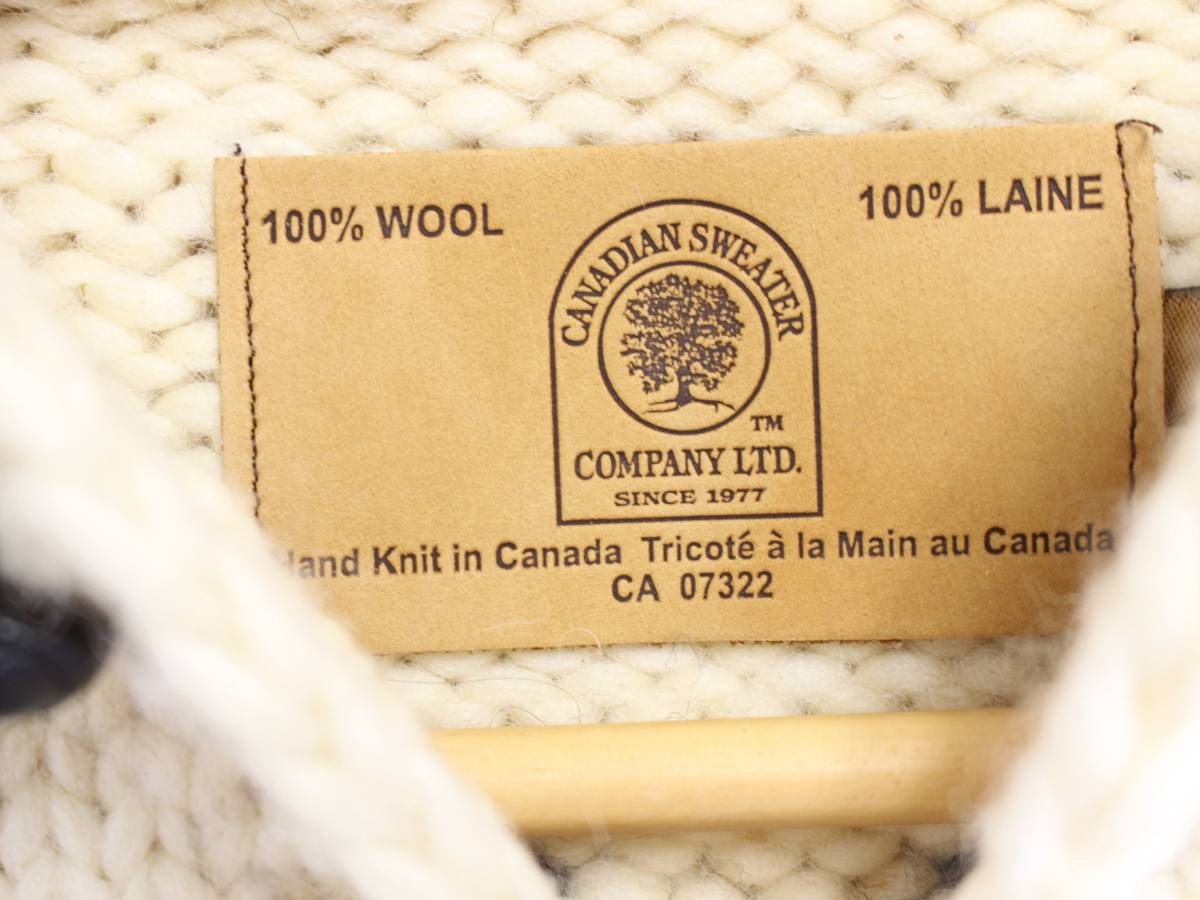 100% WOOL
100% LAINE
CANADIAN SWEATER
TM
COMPANY LTD.
SINCE 1977
Hand Knit in Canada Tricoté à la Main au Canada
CA 07322